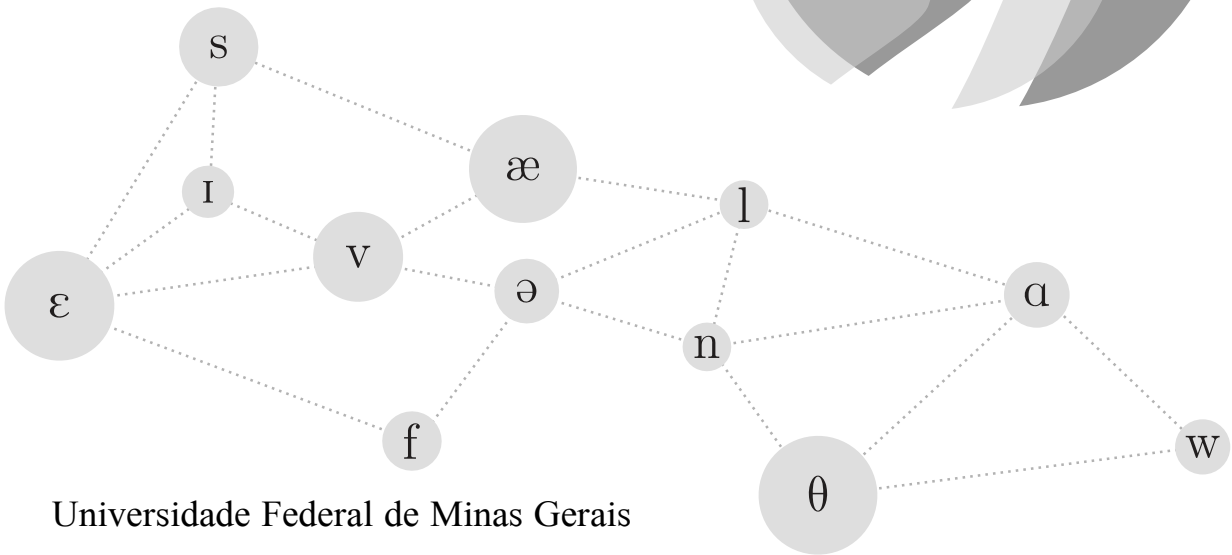 s
æ
ɪ
l
v
ə
ɑ
ɛ
n
f
w
θ
Universidade Federal de Minas Gerais